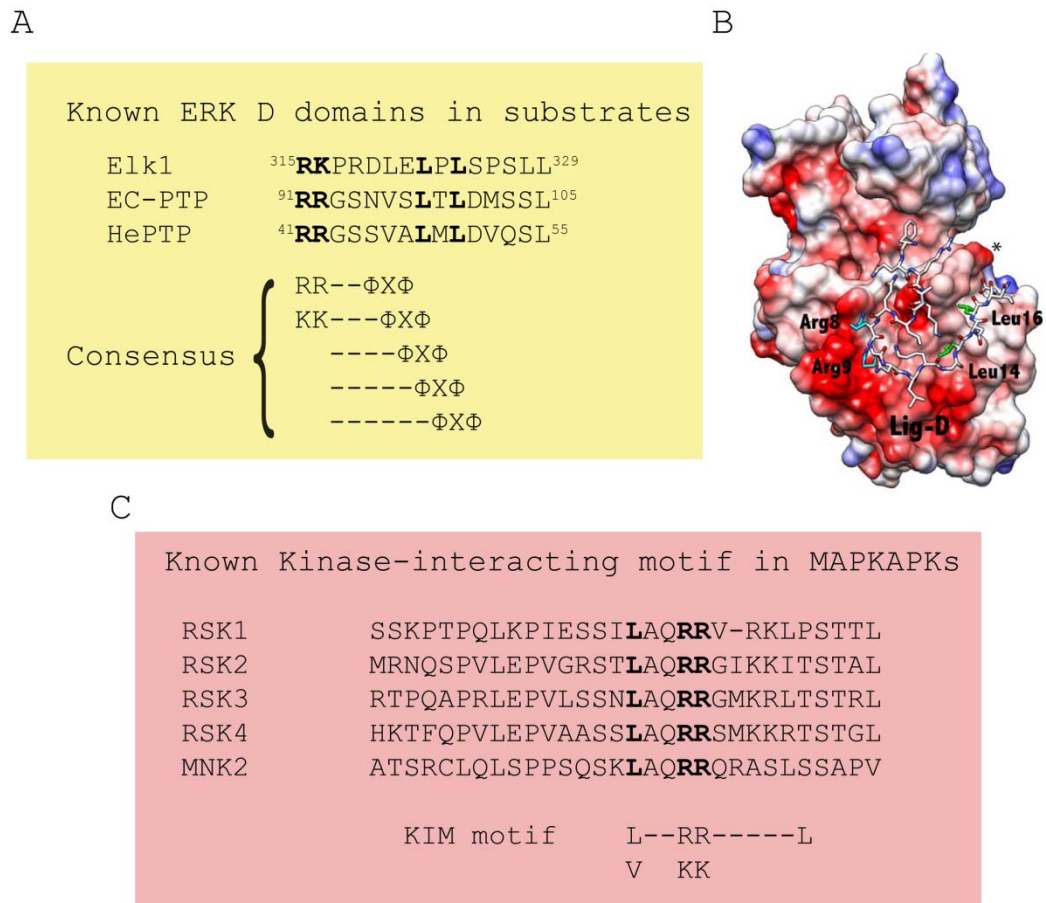 A
Known ERK D domains in substrates
Elk1 315RKPRDLELPLSPSLL329
EC-PTP 91RRGSNVSLTLDMSSL105
HePTP 41RRGSSVALMLDVQSL55
RR--ΦXΦ
KK---ΦXΦ
Consensus { ----ΦXΦ
-----ΦXΦ
------ΦXΦ
B
*
Arg8
Leu16
Arg9
Leu14
Lig-D
C
Known Kinase-interacting motif in MAPKAPKs
RSK1 SSKPTPQLKPIESSILAQRRV-RKLPSTTL
RSK2 MRNQSPVLEPVGRSTLAQRRGIKKITSTAL
RSK3 RTPQAPRLEPVLSSNLAQRRGMKRLTSTRL
RSK4 HKTFQPVLEPVAASSLAQRRSMKKRTSTGL
MNK2 ATSRCLQLSPPSQSKLAQRRQRASLSSAPV
KIM motif L--RR-----L
V KK